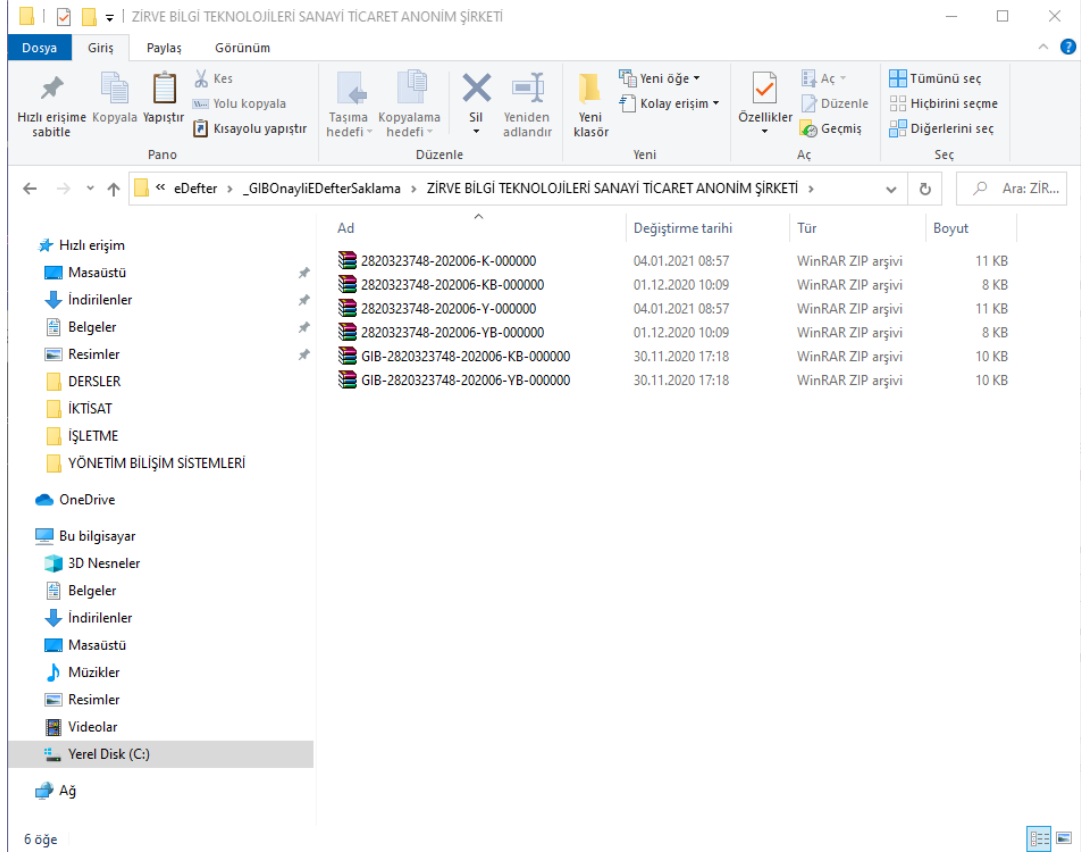 ZİRVE BİLGİ TEKNOLOJİLERİ SANAYİ TİCARET ANONİM ŞİRKETİ
Dosya Giriş Paylaş Görünüm
Hızlı erişime sabitle
Kopyala
Yapıştır
Kes
Yolu kopyala
Kısayolu yapıştır
Pano
Taşıma hedefi
Kopyalama hedefi
Sil
Yeniden adlandır
Düzenle
Yeni klasör
Yeni öğe
Kolay erişim
Yeni
Özellikler
Aç
Düzenle
Geçmiş
Aç
Tümünü seç
Hiçbirini seçme
Diğerlerini seç
Seç
« eDefter › _GIBOnayliEDefterSaklama › ZİRVE BİLGİ TEKNOLOJİLERİ SANAYİ TİCARET ANONİM ŞİRKETİ ›
Ara: ZİR...
Hızlı erişim
Masaüstü
İndirilenler
Belgeler
Resimler
DERSLER
İKTİSAT
İŞLETME
YÖNETİM BİLİŞİM SİSTEMLERİ
OneDrive
Bu bilgisayar
3D Nesneler
Belgeler
İndirilenler
Masaüstü
Müzikler
Resimler
Videolar
Yerel Disk (C:)
Ağ
Ad Değiştirme tarihi Tür Boyut
2820323748-202006-K-000000 04.01.2021 08:57 WinRAR ZIP arşivi 11 KB
2820323748-202006-KB-000000 01.12.2020 10:09 WinRAR ZIP arşivi 8 KB
2820323748-202006-Y-000000 04.01.2021 08:57 WinRAR ZIP arşivi 11 KB
2820323748-202006-YB-000000 01.12.2020 10:09 WinRAR ZIP arşivi 8 KB
GIB-2820323748-202006-KB-000000 30.11.2020 17:18 WinRAR ZIP arşivi 10 KB
GIB-2820323748-202006-YB-000000 30.11.2020 17:18 WinRAR ZIP arşivi 10 KB
6 öğe